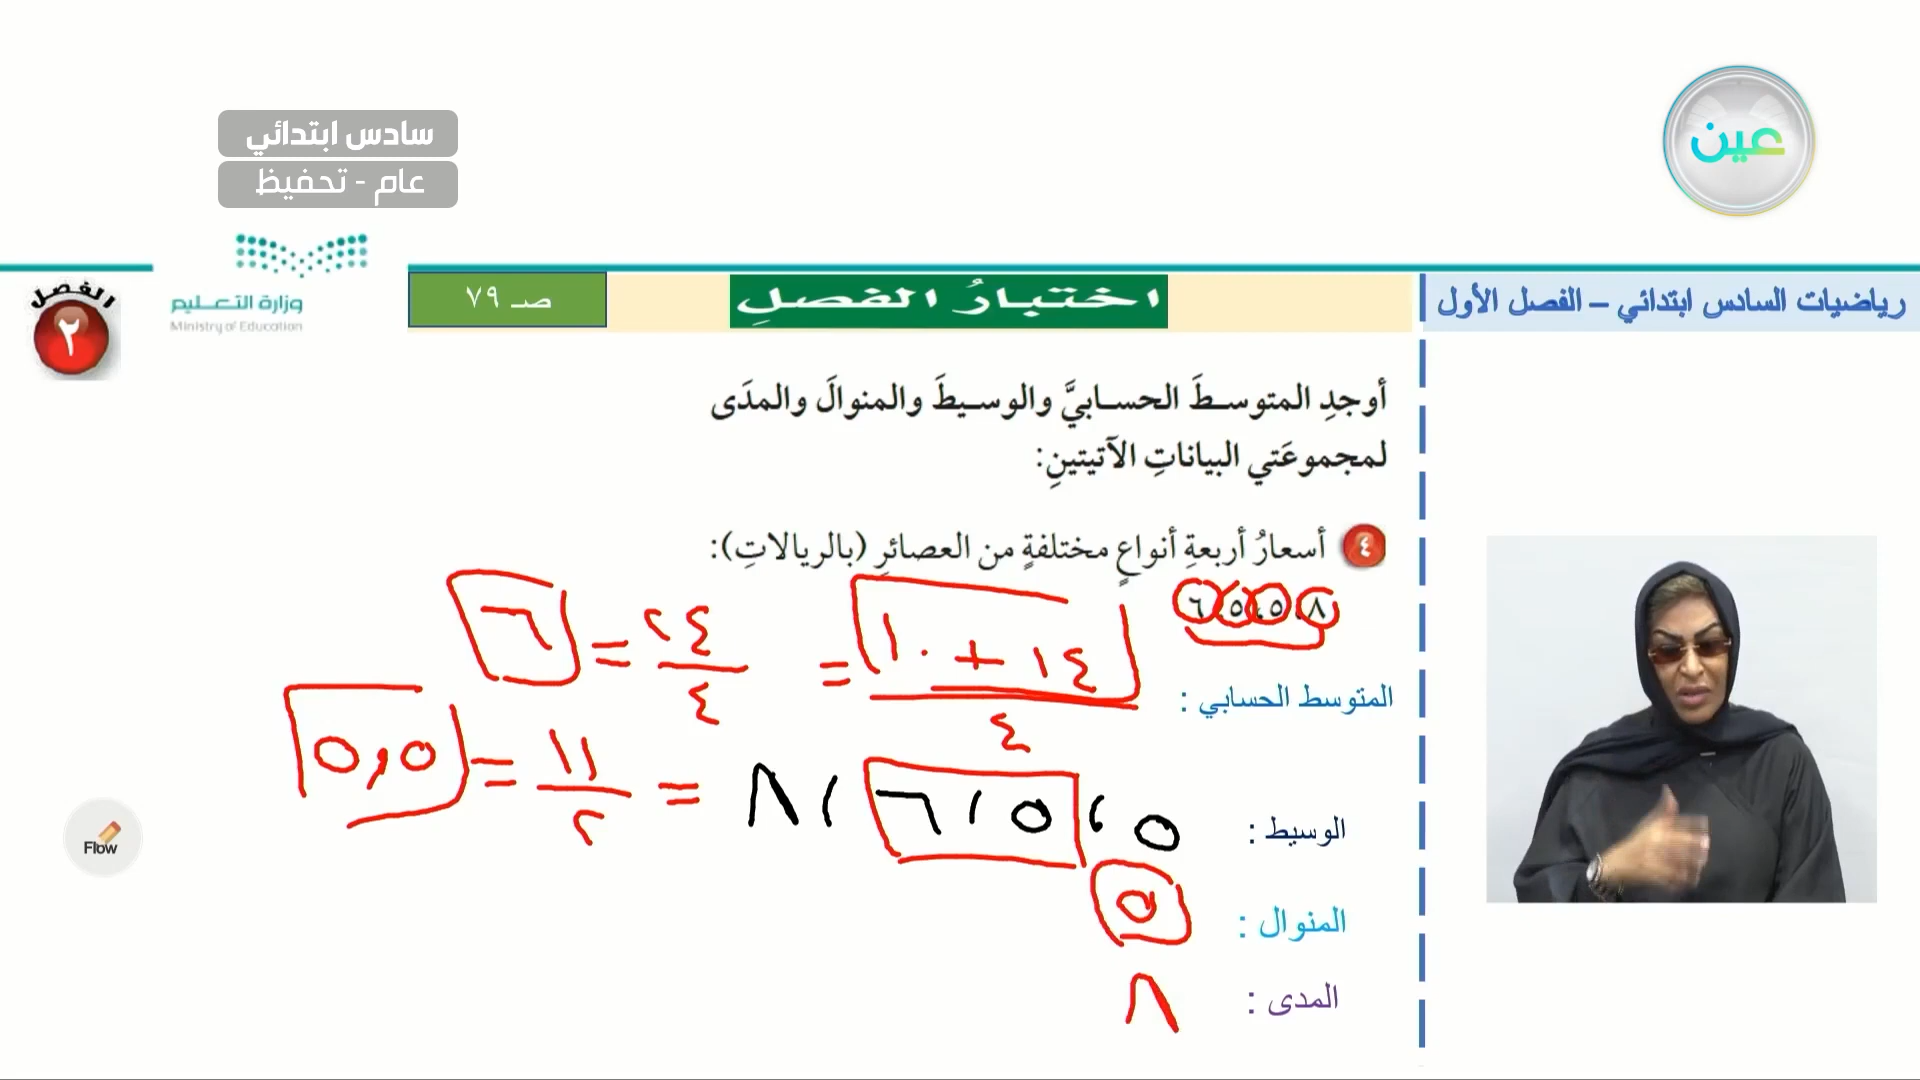 سادس ابتدائي
عام - تحفيظ
عين
رياضيات السادس ابتدائي – الفصل الأول
اختبارُ الفصلِ
صـ ٧٩
وزارة التعليم
Ministry of Education
الفصل
٢
أوجدِ المتوسطَ الحسابيَّ والوسيطَ والمنوالَ والمدَى
لمجموعَتي البياناتِ الآتيتينِ:
٤ أسعارُ أربعةِ أنواعٍ مختلفةٍ من العصائرِ (بالريالاتِ):
٨، ٥، ٥، ٦
المتوسط الحسابي :
١٤ + ١٠ = ٢٤ = ٦
٤ ٤
الوسيط : ٥، ٥، ٦، ٨ = ١١ = ٥,٥
٢
المنوال : ٥
المدى : ٨
Flow